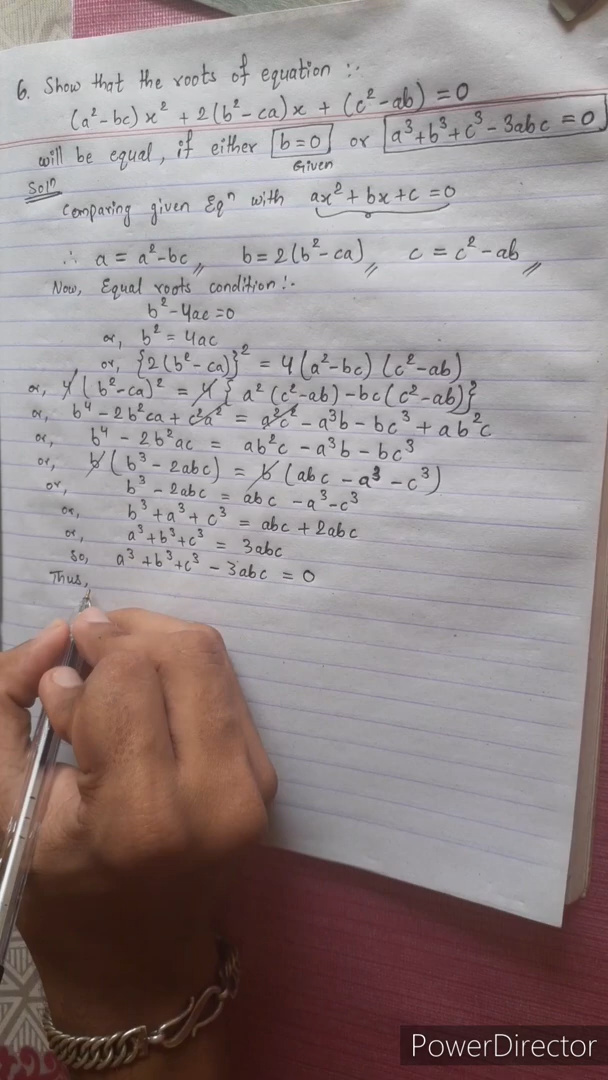 6. Show that the roots of equation :-
(a²-bc)x² + 2(b²-ca)x + (c²-ab) = 0
will be equal, if either b=0 or a³+b³+c³-3abc = 0
Given
Solⁿ
Comparing given Eqⁿ with ax²+bx+c = 0
∴ a = a²-bc,, b = 2(b²-ca),, c = c²-ab,,
Now, Equal roots condition :-
b²-4ac = 0
or, b² = 4ac
or, {2(b²-ca)}² = 4(a²-bc)(c²-ab)
or, 4(b²-ca)² = 4{a²(c²-ab)-bc(c²-ab)}
or, b⁴ - 2b²ca + c²a² = a²c² - a³b - bc³ + ab²c
or, b⁴ - 2b²ac = ab²c - a³b - bc³
or, b(b³-2abc) = b(abc - a³ - c³)
or, b³ - 2abc = abc - a³ - c³
or, b³ + a³ + c³ = abc + 2abc
or, a³+b³+c³ = 3abc
So, a³+b³+c³ - 3abc = 0
Thus,
PowerDirector